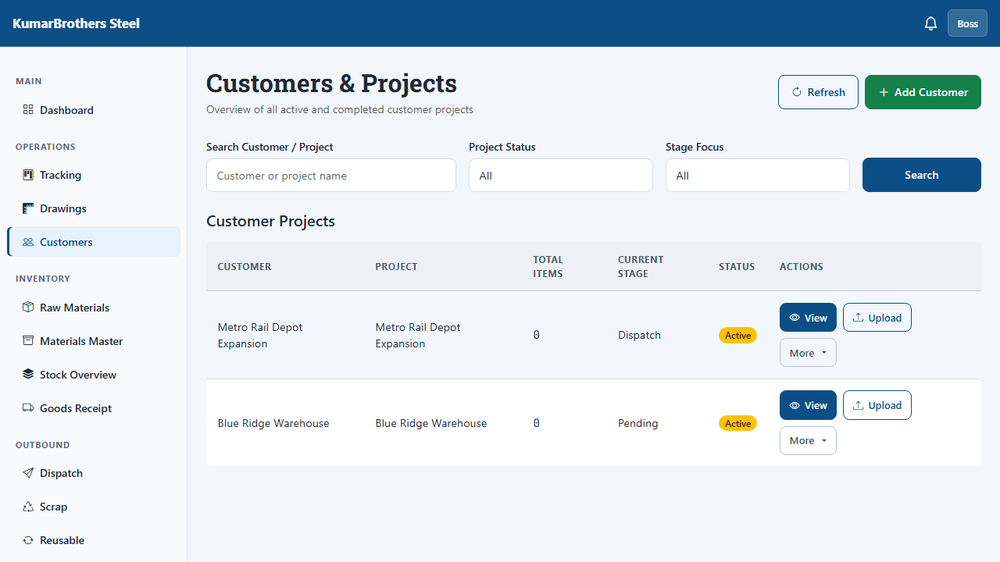 KumarBrothers Steel
Boss
MAIN
Dashboard
OPERATIONS
Tracking
Drawings
Customers
INVENTORY
Raw Materials
Materials Master
Stock Overview
Goods Receipt
OUTBOUND
Dispatch
Scrap
Reusable
Customers & Projects
Overview of all active and completed customer projects
Refresh
Add Customer
Search Customer / Project
Project Status
Stage Focus
Customer or project name
All
All
Search
Customer Projects
CUSTOMER
PROJECT
TOTAL
ITEMS
CURRENT
STAGE
STATUS
ACTIONS
Metro Rail Depot
Expansion
Metro Rail Depot
Expansion
0
Dispatch
Active
View
Upload
More
Blue Ridge Warehouse
Blue Ridge Warehouse
0
Pending
Active
View
Upload
More